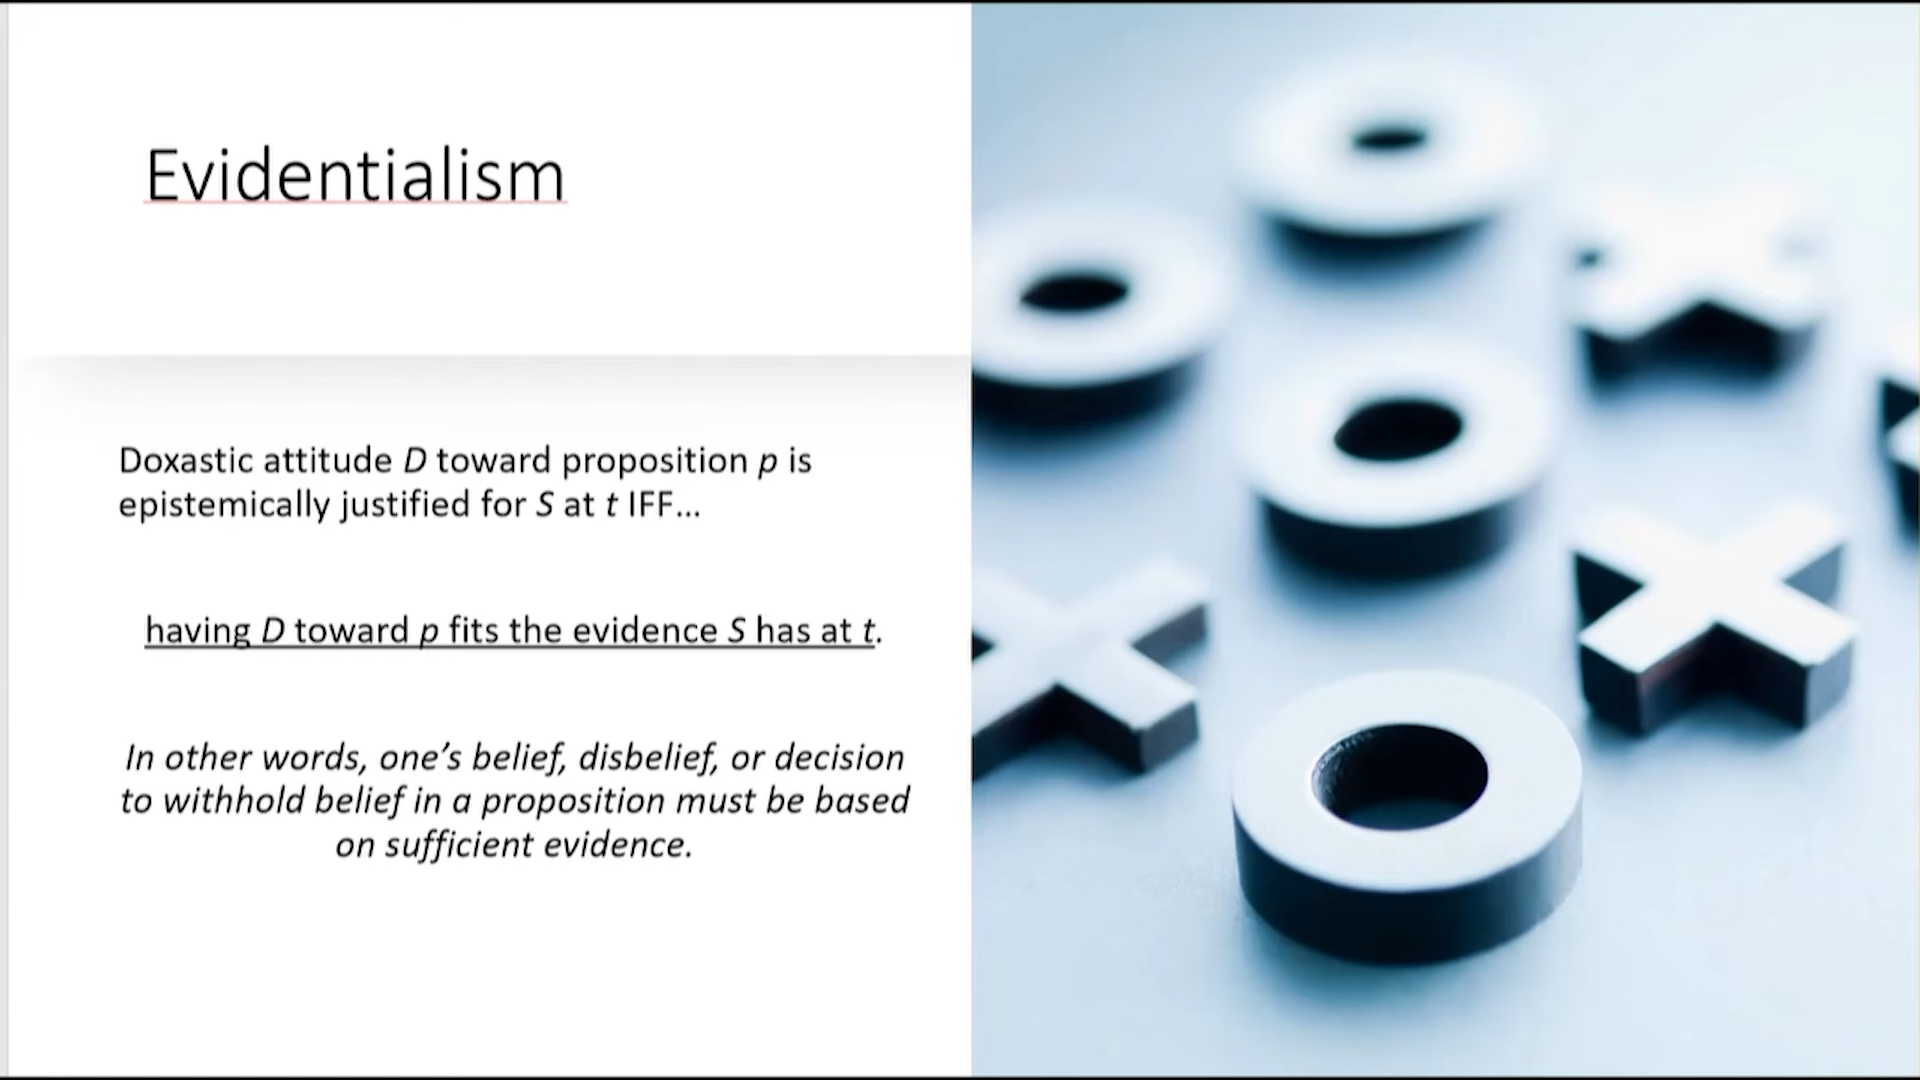 Evidentialism
Doxastic attitude D toward proposition p is
epistemically justified for S at t IFF...
having D toward p fits the evidence S has at t.
In other words, one’s belief, disbelief, or decision
to withhold belief in a proposition must be based
on sufficient evidence.